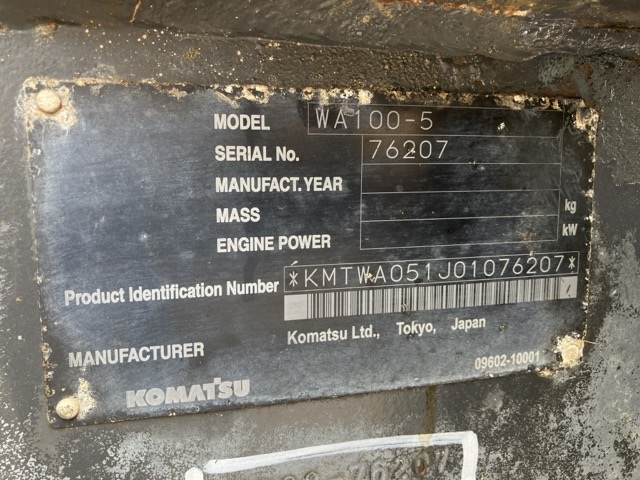 MODEL WA100-5
SERIAL No. 76207
MANUFACT. YEAR
MASS kg
ENGINE POWER kW
Product Identification Number *KMTWA051J01076207*
MANUFACTURER Komatsu Ltd., Tokyo, Japan
KOMATSU 09602-10001
76207